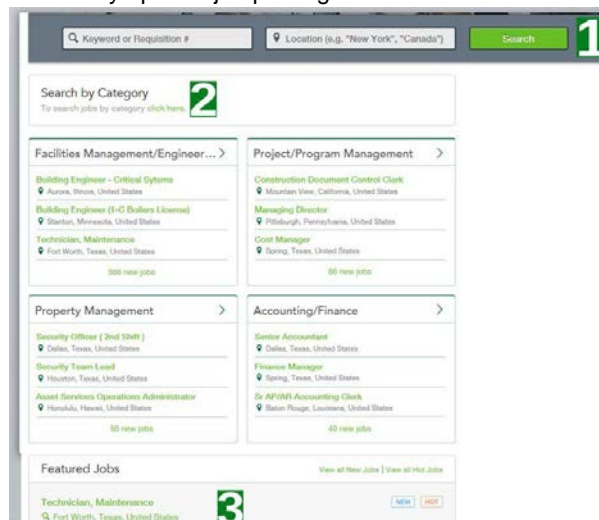 Keyword or Requisition #
Location (e.g. "New York", "Canada")
Search
1
Search by Category
To search jobs by category click here.
2
Facilities Management/Engineer... >
Building Engineer - Critical Sytems
Aurora, Illinois, United States
Building Engineer (1-C Boilers License)
Stanton, Minnesota, United States
Technician, Maintenance
Fort Worth, Texas, United States
566 new jobs
Project/Program Management >
Construction Document Control Clerk
Mountain View, California, United States
Managing Director
Pittsburgh, Pennsylvania, United States
Cost Manager
Spring, Texas, United States
new jobs
Property Management >
Security Officer ( 2nd Shift )
Dallas, Texas, United States
Security Team Lead
Houston, Texas, United States
Asset Services Operations Administrator
Honolulu, Hawaii, United States
50 new jobs
Accounting/Finance >
Senior Accountant
Dallas, Texas, United States
Finance Manager
Spring, Texas, United States
Sr AP/AR Accounting Clerk
Baton Rouge, Louisiana, United States
40 new jobs
Featured Jobs
View all New Jobs | View all Hot Jobs
Technician, Maintenance
NEW
HOT
Fort Worth, Texas, United States
3